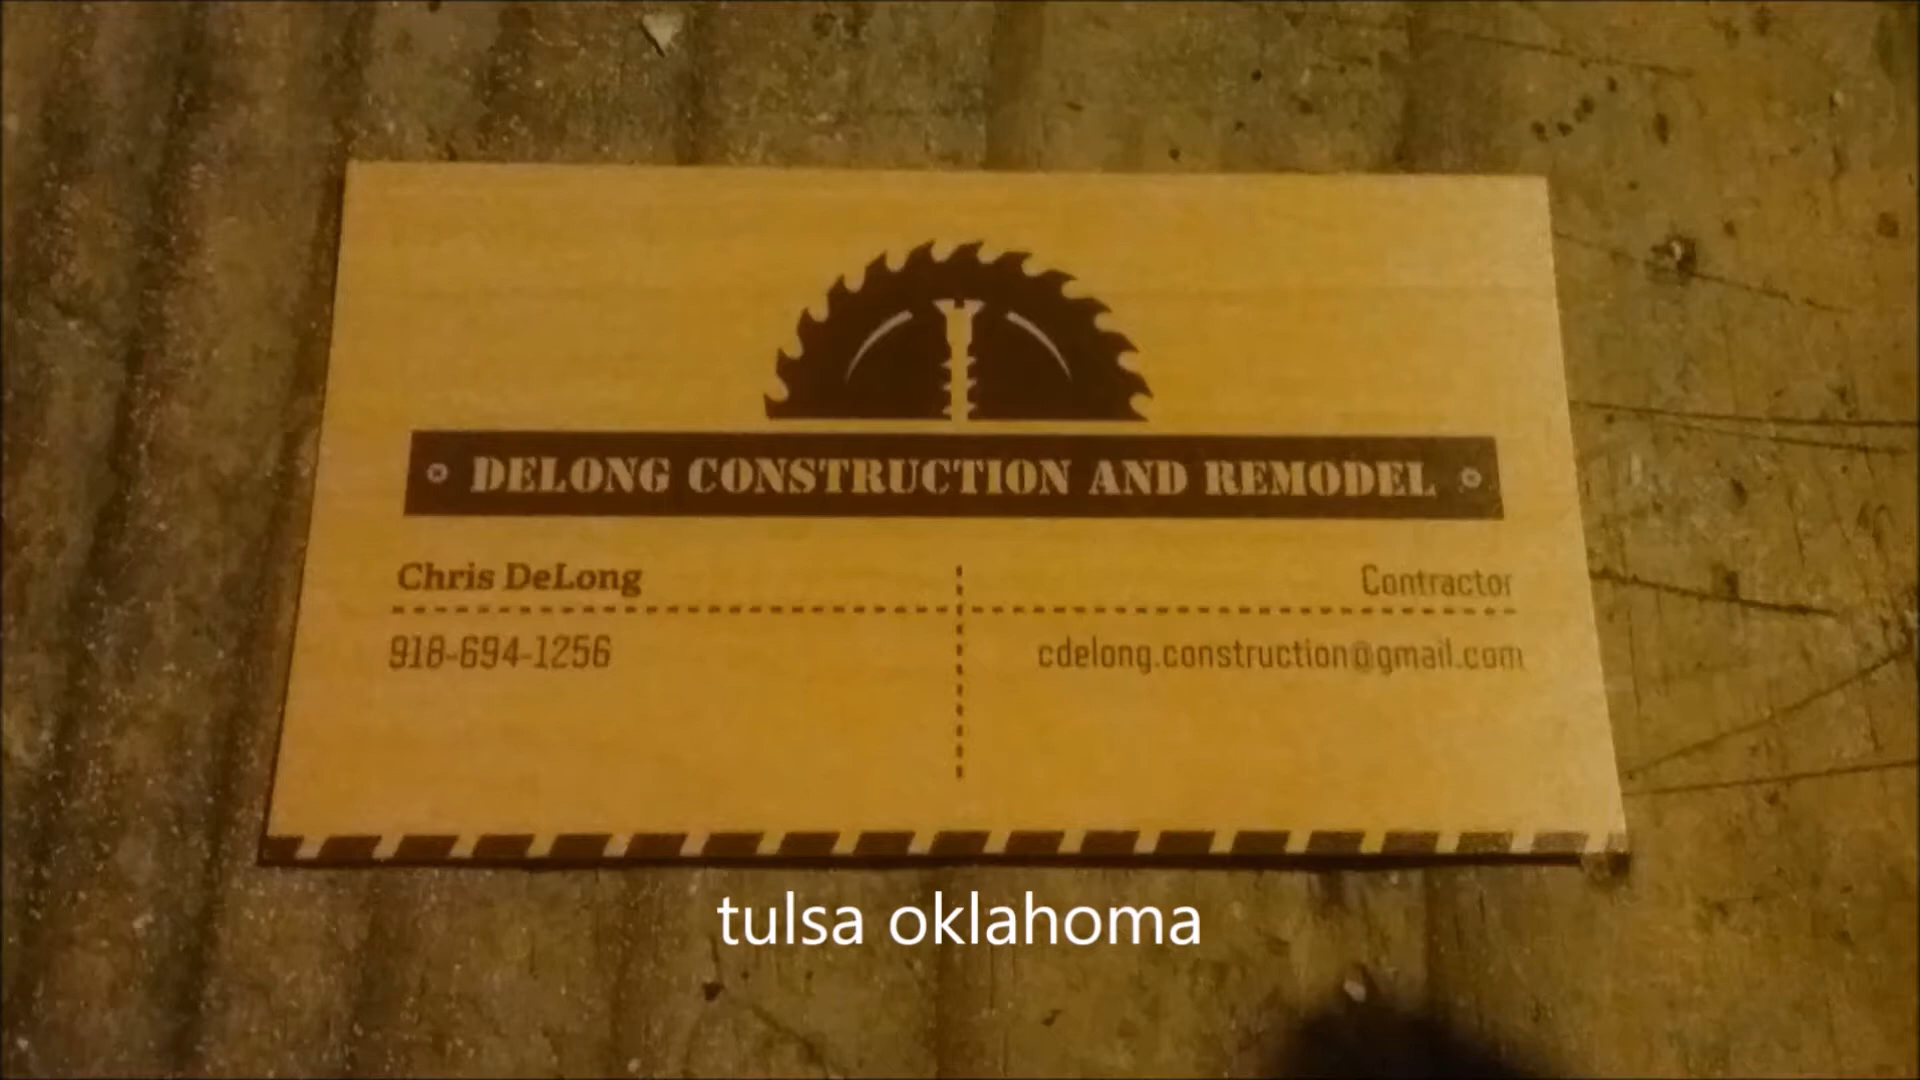 DELONG CONSTRUCTION AND REMODEL
Chris DeLong
Contractor
918-694-1256
cdelong.construction@gmail.com
tulsa oklahoma